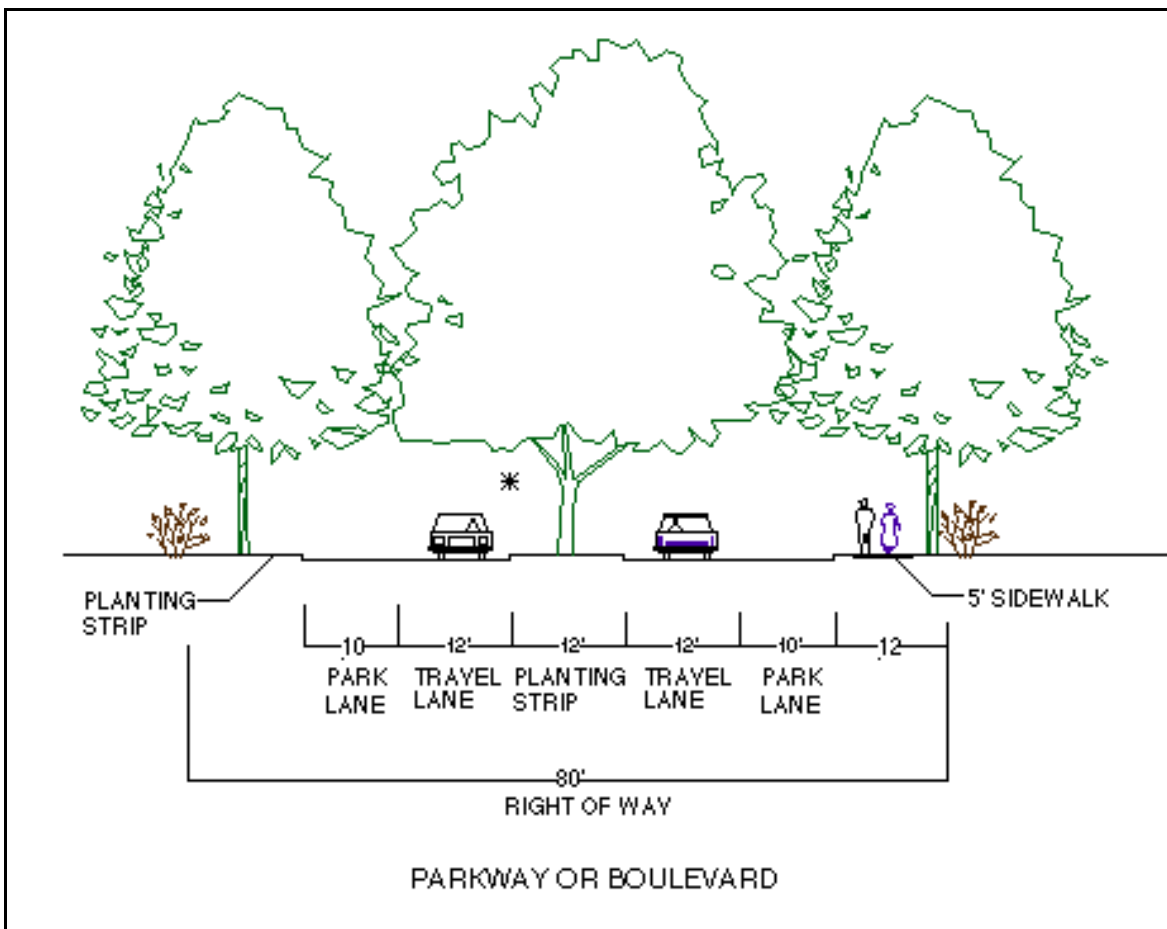 PLANTING
STRIP
5' SIDEWALK
10 12' 12' 12' 10' 12
PARK TRAVEL PLANTING TRAVEL PARK
LANE LANE STRIP LANE LANE
80'
RIGHT OF WAY
PARKWAY OR BOULEVARD